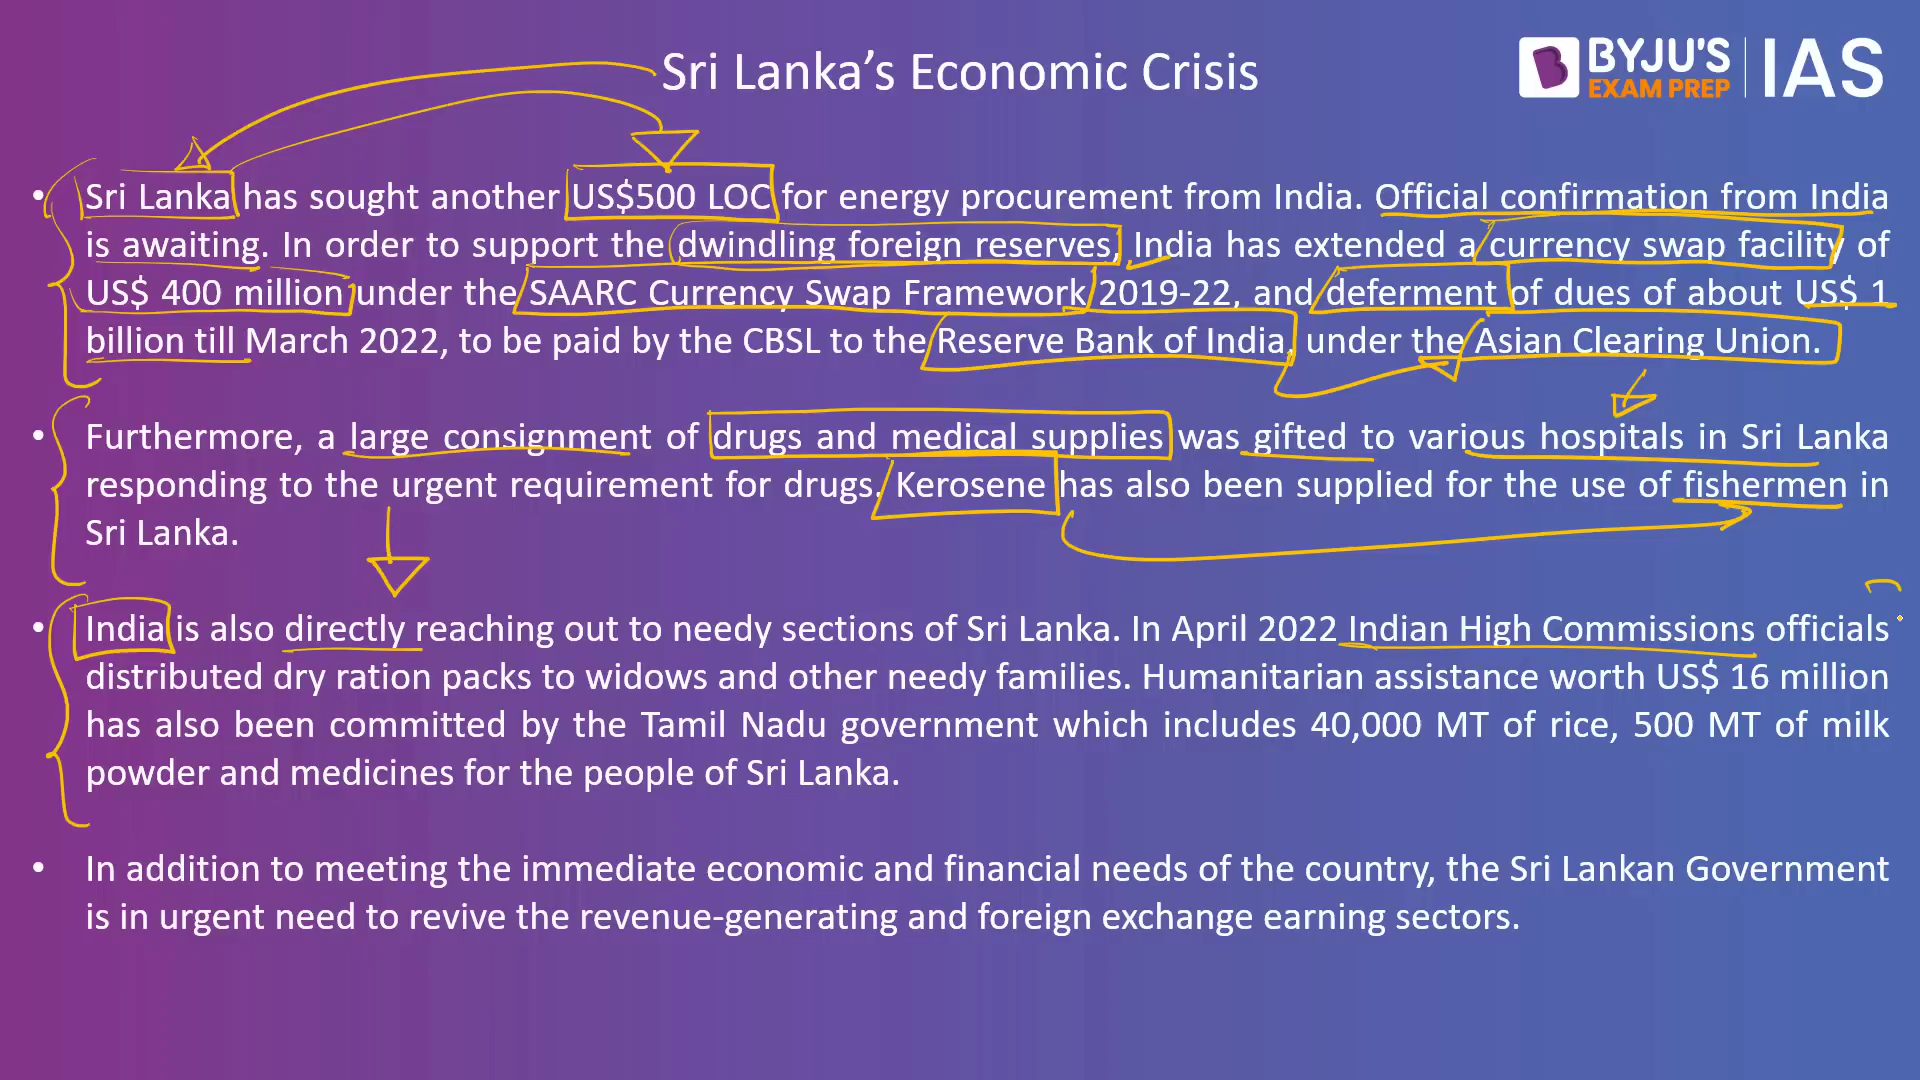 Sri Lanka’s Economic Crisis
BYJU'S
EXAM PREP
IAS
• Sri Lanka has sought another US$500 LOC for energy procurement from India. Official confirmation from India
is awaiting. In order to support the dwindling foreign reserves, India has extended a currency swap facility of
US$ 400 million under the SAARC Currency Swap Framework 2019-22, and deferment of dues of about US$ 1
billion till March 2022, to be paid by the CBSL to the Reserve Bank of India, under the Asian Clearing Union.
• Furthermore, a large consignment of drugs and medical supplies was gifted to various hospitals in Sri Lanka
responding to the urgent requirement for drugs. Kerosene has also been supplied for the use of fishermen in
Sri Lanka.
• India is also directly reaching out to needy sections of Sri Lanka. In April 2022 Indian High Commissions officials
distributed dry ration packs to widows and other needy families. Humanitarian assistance worth US$ 16 million
has also been committed by the Tamil Nadu government which includes 40,000 MT of rice, 500 MT of milk
powder and medicines for the people of Sri Lanka.
• In addition to meeting the immediate economic and financial needs of the country, the Sri Lankan Government
is in urgent need to revive the revenue-generating and foreign exchange earning sectors.